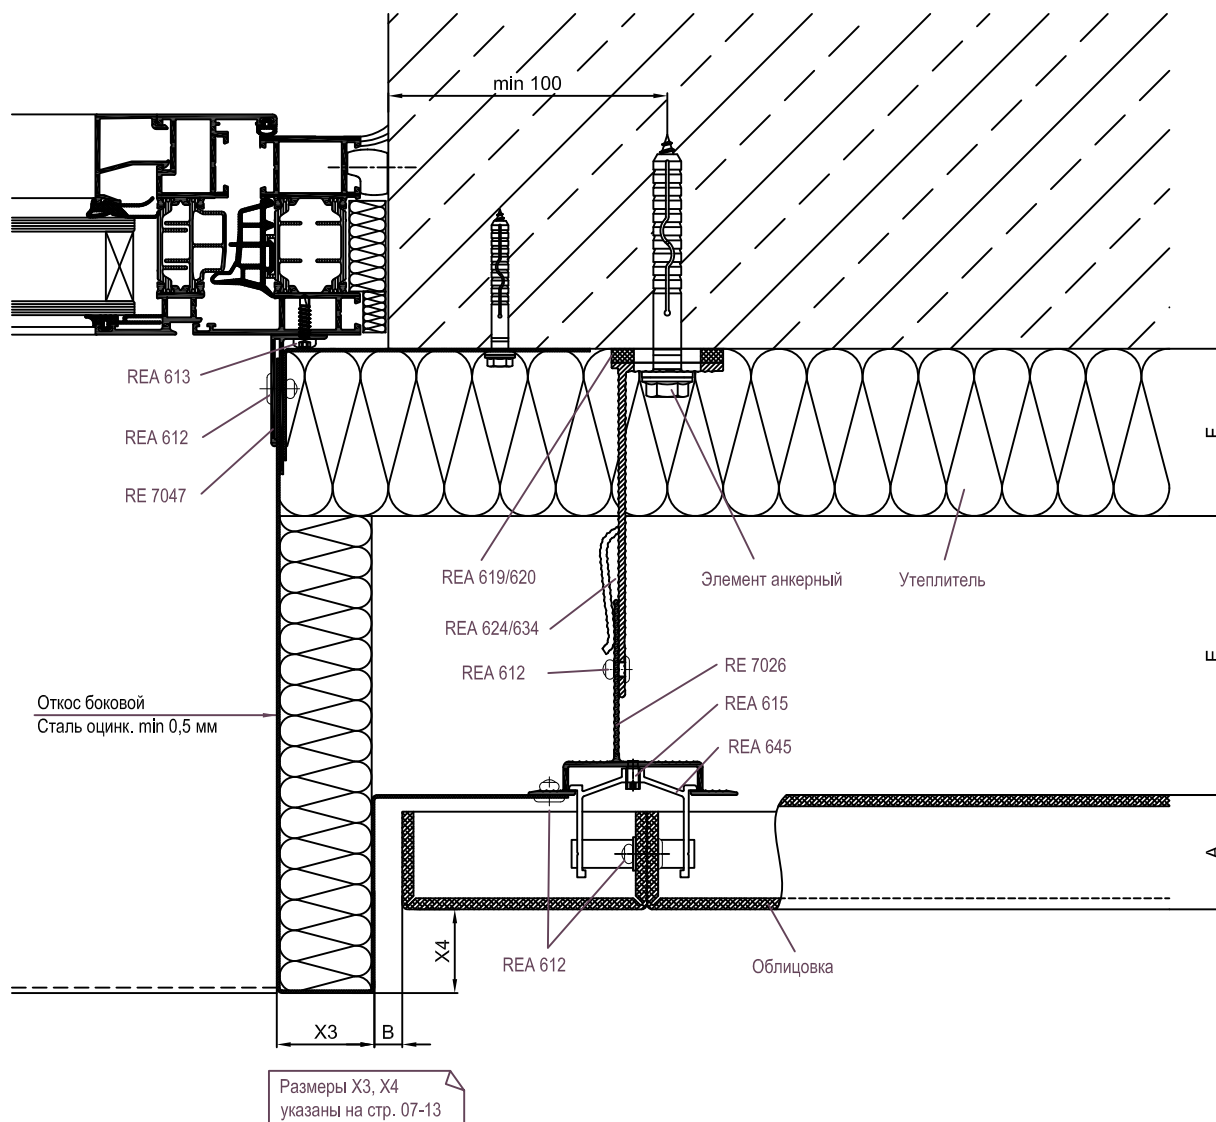 min 100
REA 613
REA 612
RE 7047
REA 619/620
Элемент анкерный
Утеплитель
REA 624/634
REA 612
RE 7026
REA 615
REA 645
Откос боковой
Сталь оцинк. min 0,5 мм
X4
REA 612
Облицовка
X3
B
Размеры X3, X4
указаны на стр. 07-13